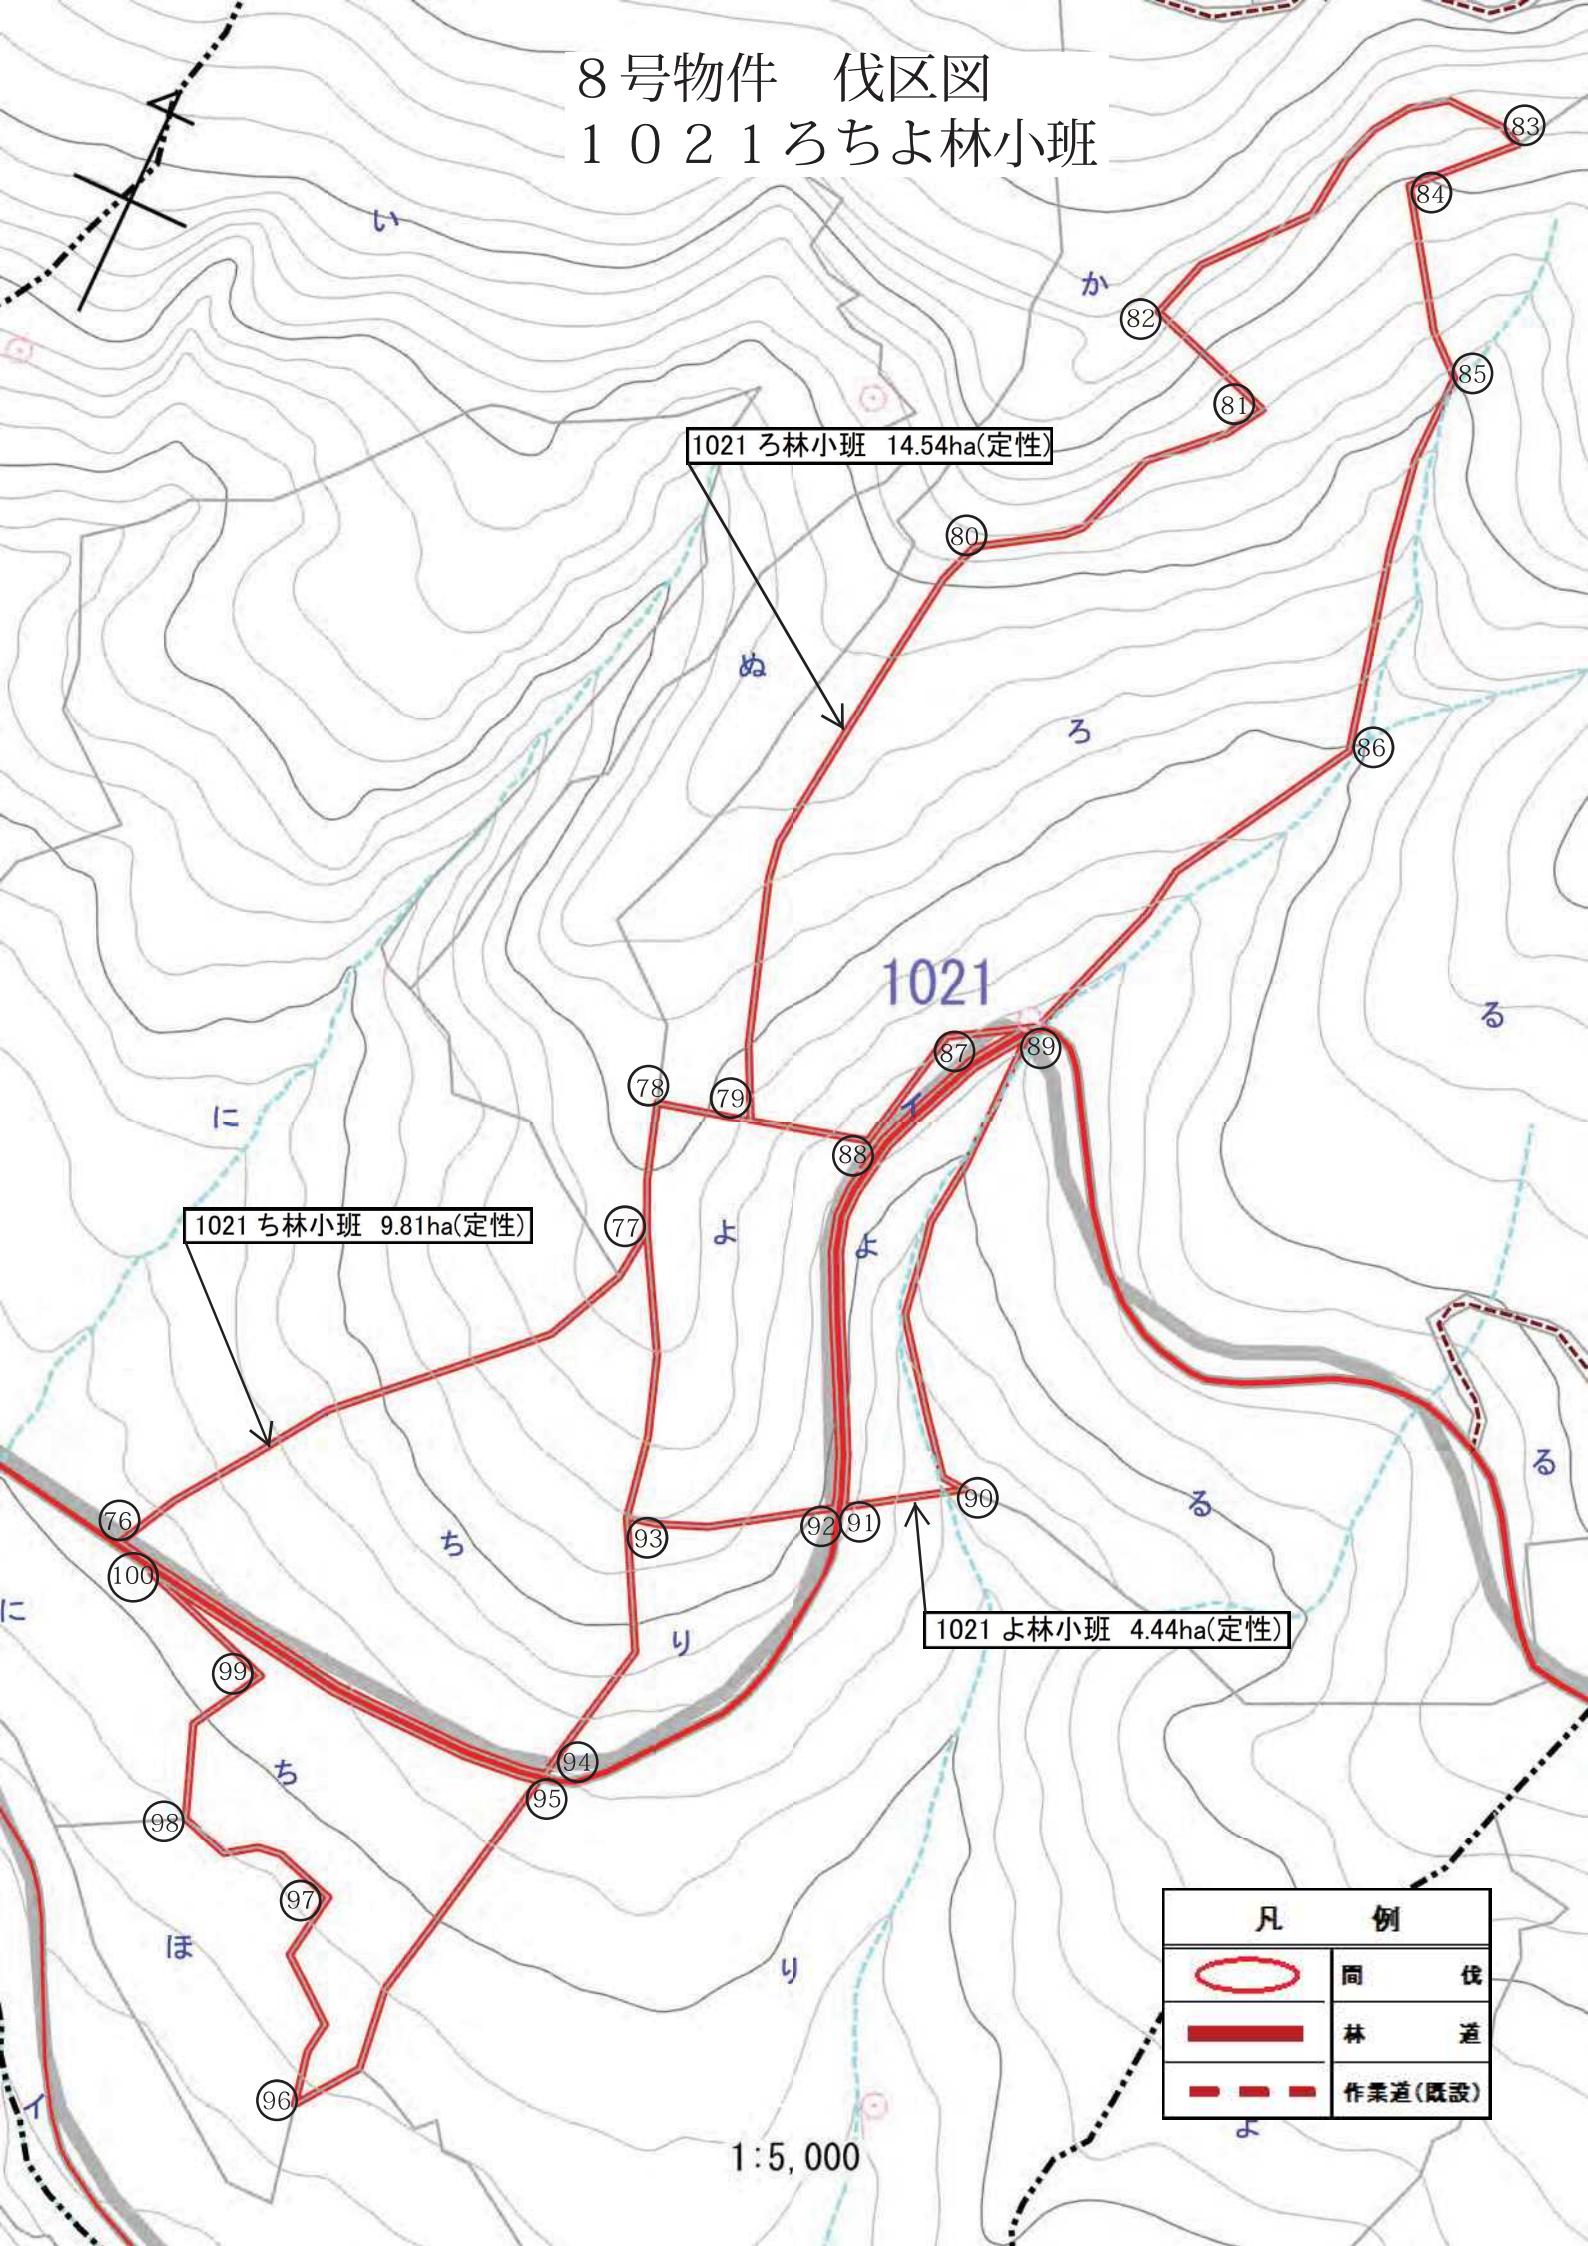 ８号物件　伐区図
１０２１ろちよ林小班
83
84
い
か
82
85
81
1021 ろ林小班 14.54ha(定性)
80
ぬ
ろ
86
1021
る
87
89
78
79
イ
に
88
1021 ち林小班 9.81ha(定性)
77
よ
よ
る
90
る
76
92
91
93
ち
100
に
1021 よ林小班 4.44ha(定性)
り
99
94
ち
95
98
97
凡　例
ほ
り
間　伐
林　道
96
作業道(既設)
イ
よ
1:5,000